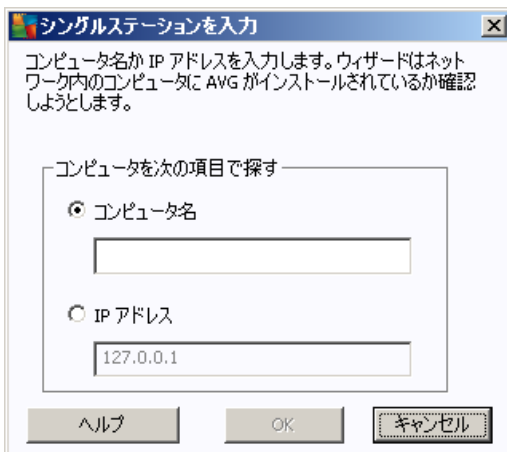 シングルステーションを入力
コンピュータ名か IP アドレスを入力します。ウィザードはネット
ワーク内のコンピュータに AVG がインストールされているか確認
しようとします。
コンピュータを次の項目で探す
コンピュータ名
IP アドレス
127.0.0.1
ヘルプ
OK
キャンセル